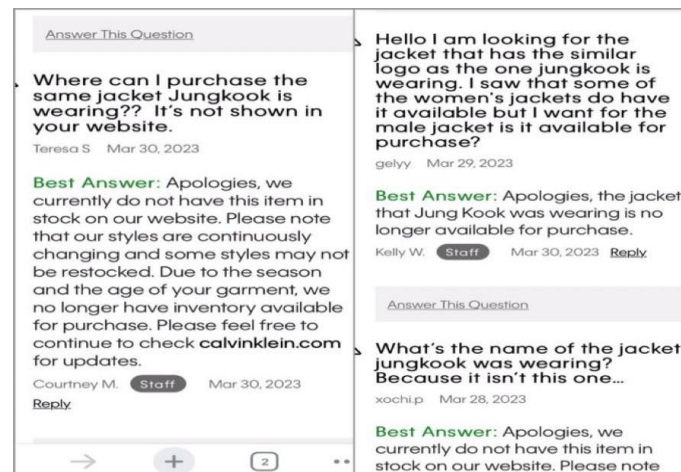 Answer This Question
Where can I purchase the
same jacket Jungkook is
wearing?? It's not shown in
your website.
Teresa S Mar 30, 2023
Best Answer: Apologies, we
currently do not have this item in
stock on our website. Please note
that our styles are continuously
changing and some styles may not
be restocked. Due to the season
and the age of your garment, we
no longer have inventory available
for purchase. Please feel free to
continue to check calvinklein.com
for updates.
Courtney M. Staff Mar 30, 2023
Reply
2
Hello I am looking for the
jacket that has the similar
logo as the one jungkook is
wearing. I saw that some of
the women's jackets do have
it available but I want for the
male jacket is it available for
purchase?
gelyy Mar 29, 2023
Best Answer: Apologies, the jacket
that Jung Kook was wearing is no
longer available for purchase.
Kelly W. Staff Mar 30, 2023 Reply
Answer This Question
What's the name of the jacket
jungkook was wearing?
Because it isn't this one...
xochi.p Mar 28, 2023
Best Answer: Apologies, we
currently do not have this item in
stock on our website. Please note